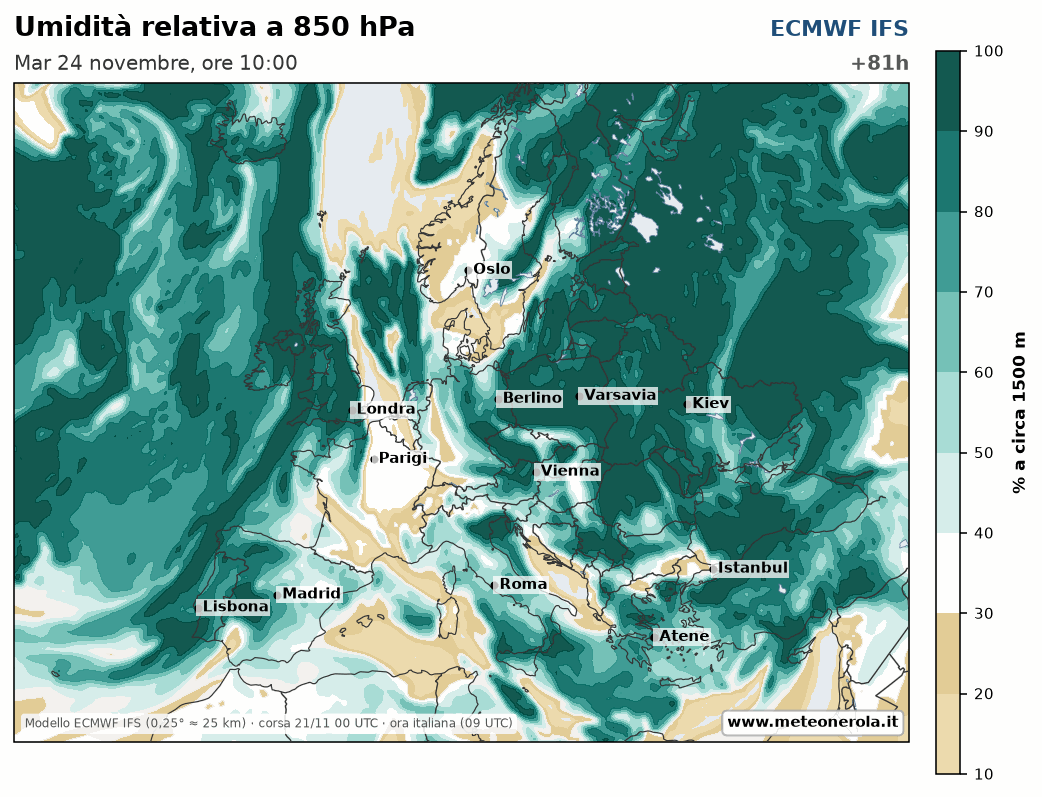 Umidità relativa a 850 hPa
ECMWF IFS
Mar 24 novembre, ore 10:00
+81h
100
90
80
70
60
50
40
30
20
10
% a circa 1500 m
Oslo
Berlino
Varsavia
Kiev
Londra
Parigi
Vienna
Istanbul
Roma
Madrid
Lisbona
Atene
Modello ECMWF IFS (0,25° ≈ 25 km) · corsa 21/11 00 UTC · ora italiana (09 UTC)
www.meteonerola.it